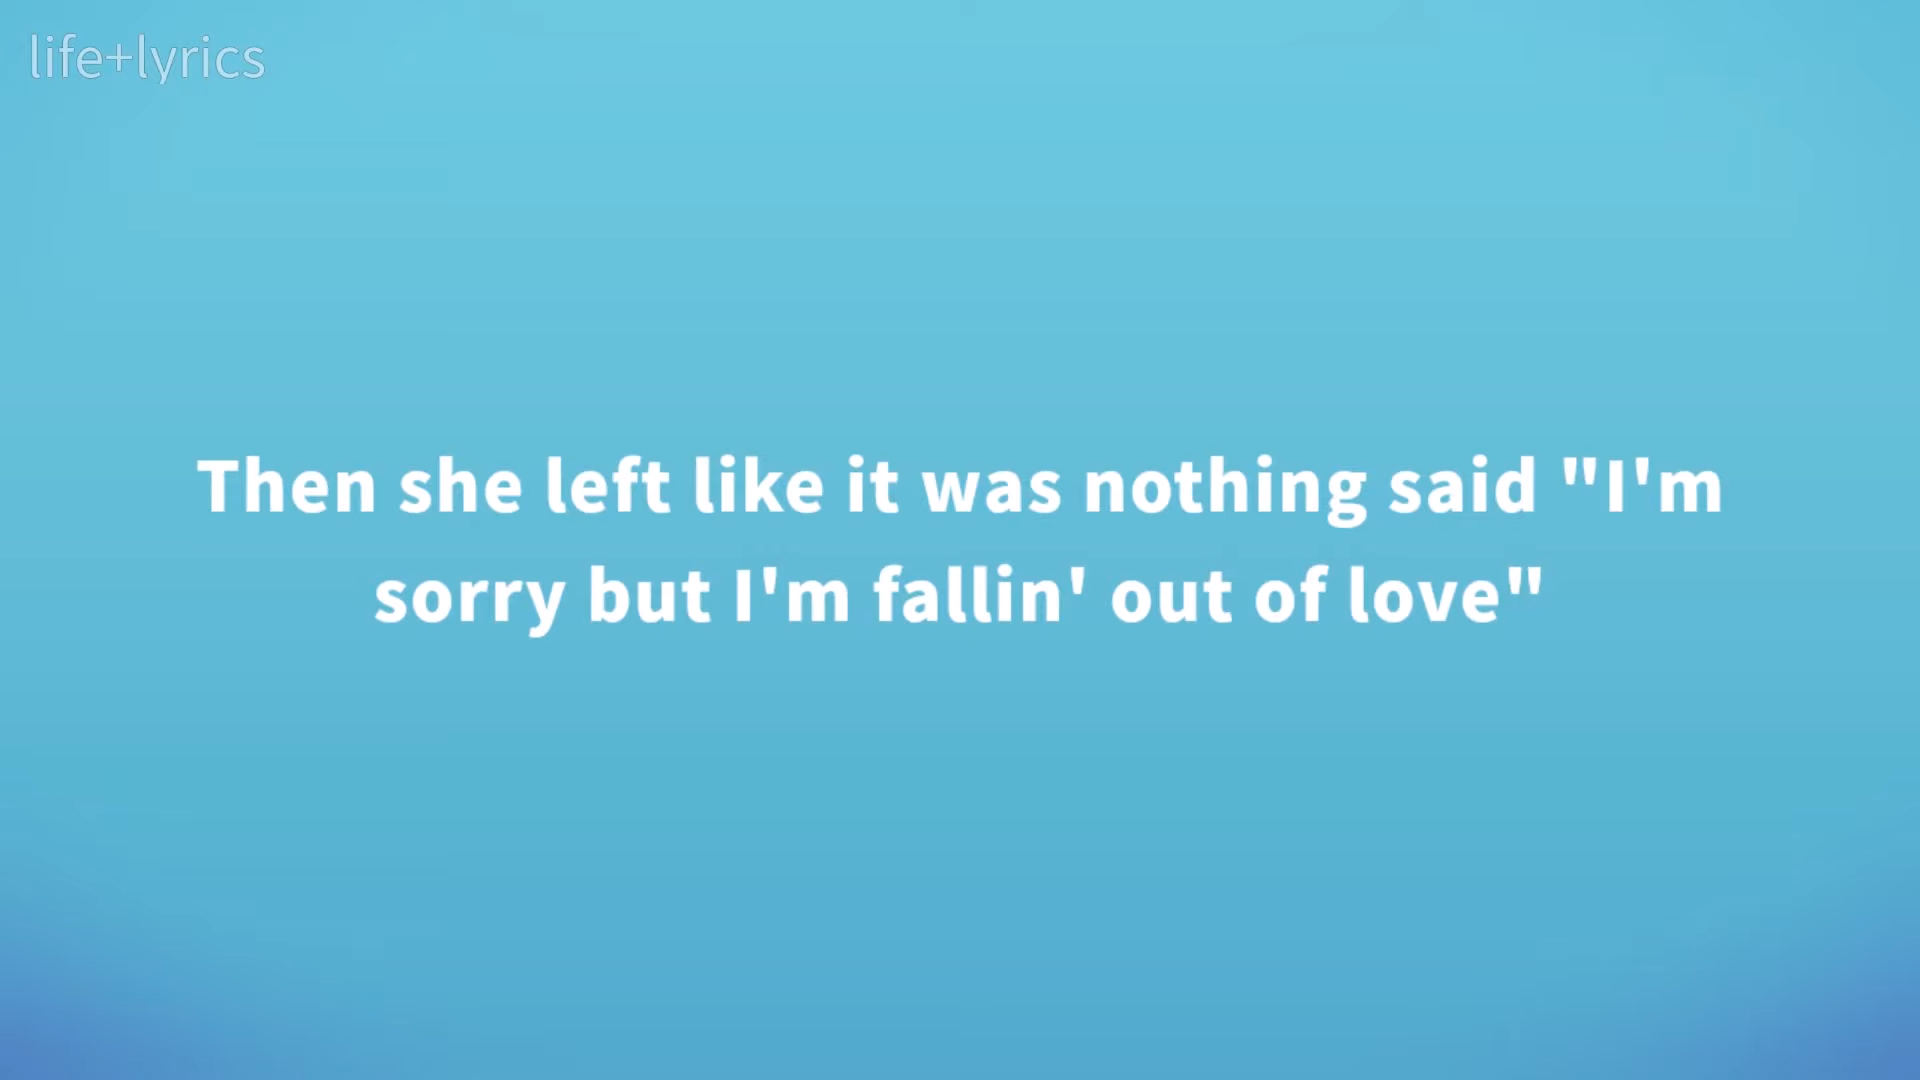 life+lyrics
Then she left like it was nothing said "I'm
sorry but I'm fallin' out of love"